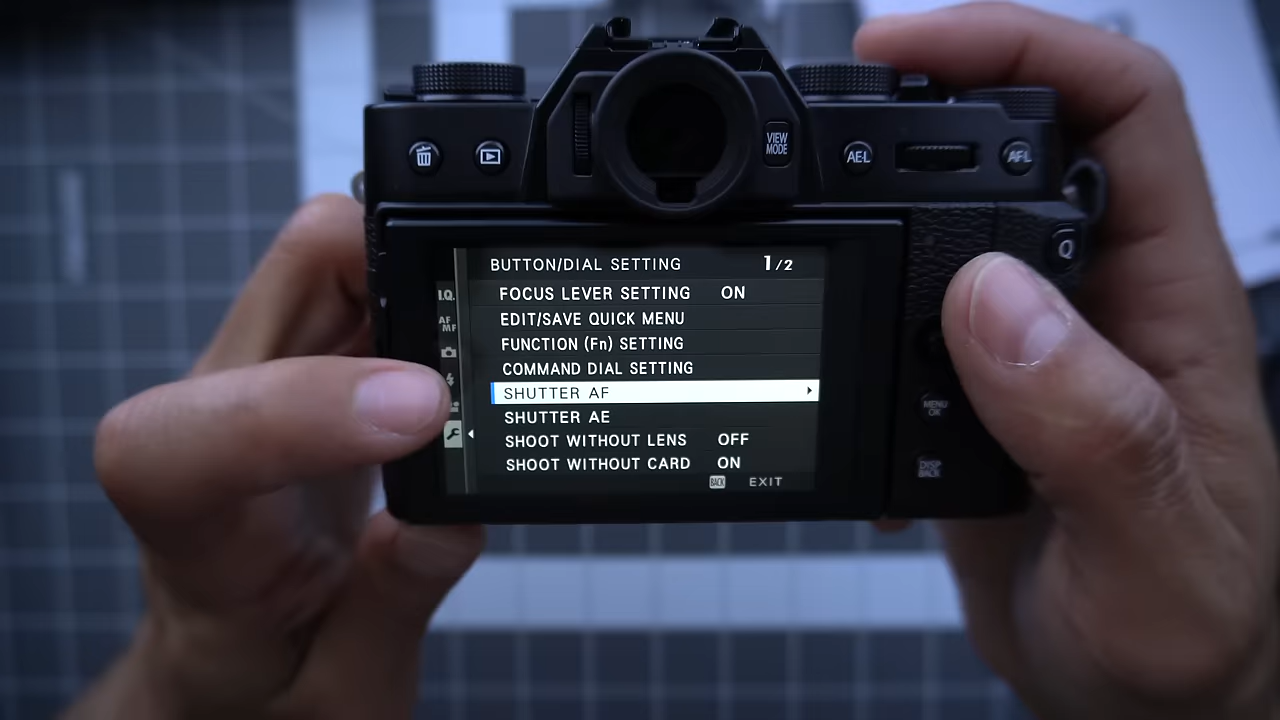 VIEW
MODE
AE-L
AF-L
Q
BUTTON/DIAL SETTING 1/2
I.Q.
AF
MF
FOCUS LEVER SETTING ON
EDIT/SAVE QUICK MENU
FUNCTION (Fn) SETTING
COMMAND DIAL SETTING
SHUTTER AF
SHUTTER AE
SHOOT WITHOUT LENS OFF
SHOOT WITHOUT CARD ON
BACK EXIT
MENU
OK
DISP
BACK